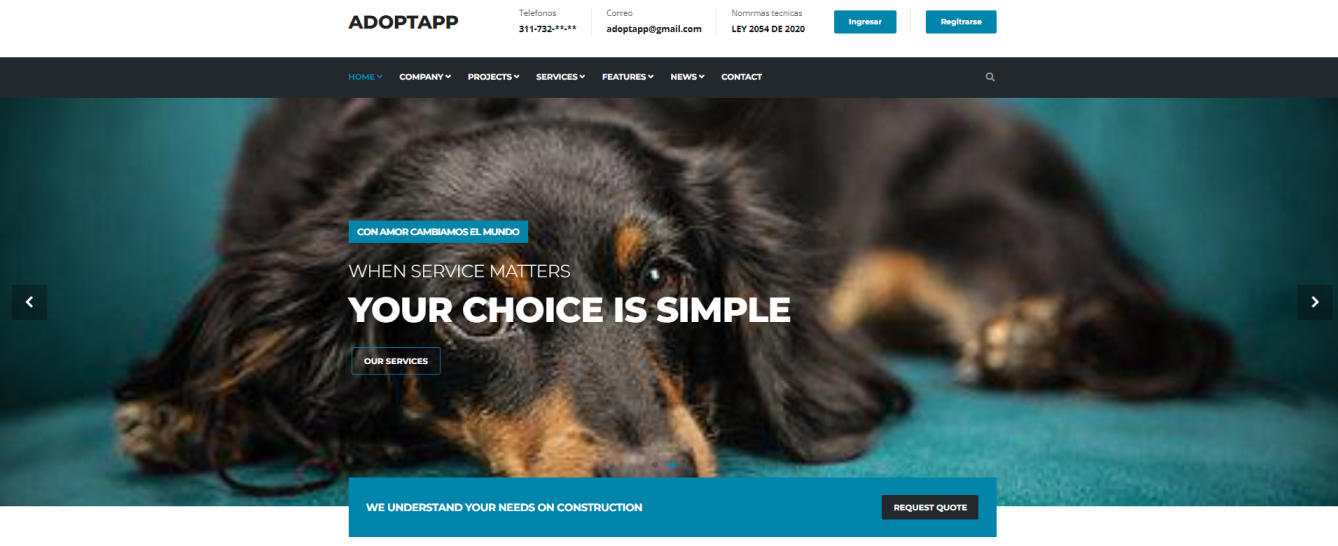 ADOPTAPP
Telefonos
311-732-**-**
Correo
adoptapp@gmail.com
Nomrmas tecnicas
LEY 2054 DE 2020
Ingresar
Regitrarse
HOME COMPANY PROJECTS SERVICES FEATURES NEWS CONTACT
CON AMOR CAMBIAMOS EL MUNDO
WHEN SERVICE MATTERS
YOUR CHOICE IS SIMPLE
OUR SERVICES
WE UNDERSTAND YOUR NEEDS ON CONSTRUCTION
REQUEST QUOTE